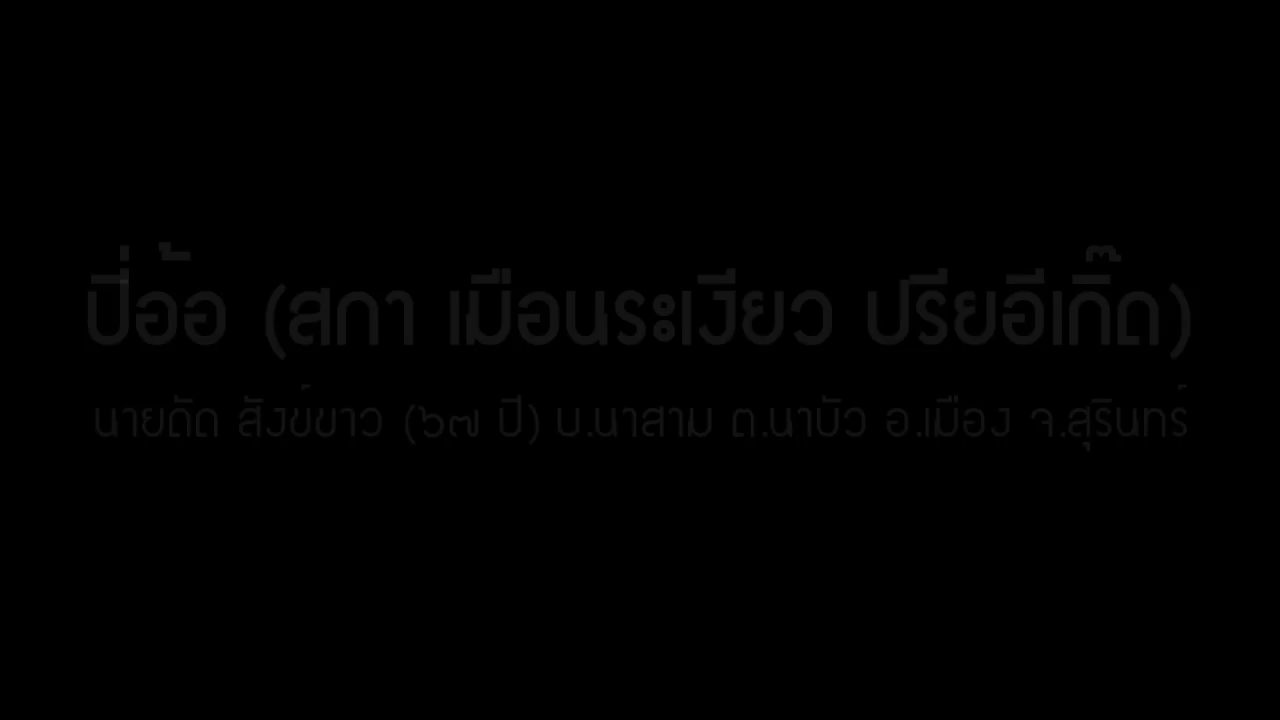 ปี่อ้อ (สกา เมือนระเงียว ปรียอีเกิ๊ด)
นายดัด สังข์ขาว (๖๗ ปี) บ.นาสาม ต.นาบัว อ.เมือง จ.สุรินทร์